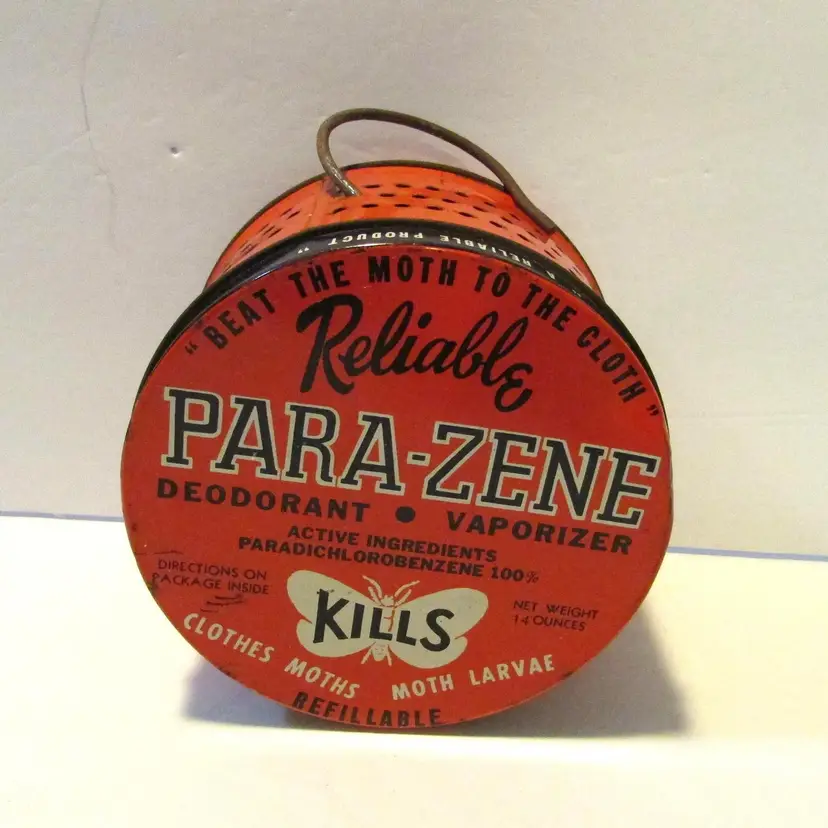 " A RELIABLE PRODUCT "
"BEAT THE MOTH TO THE CLOTH"
Reliable
PARA-ZENE
DEODORANT • VAPORIZER
ACTIVE INGREDIENTS
PARADICHLOROBENZENE 100%
DIRECTIONS ON
PACKAGE INSIDE
NET WEIGHT
14 OUNCES
KILLS
CLOTHES MOTHS MOTH LARVAE
REFILLABLE